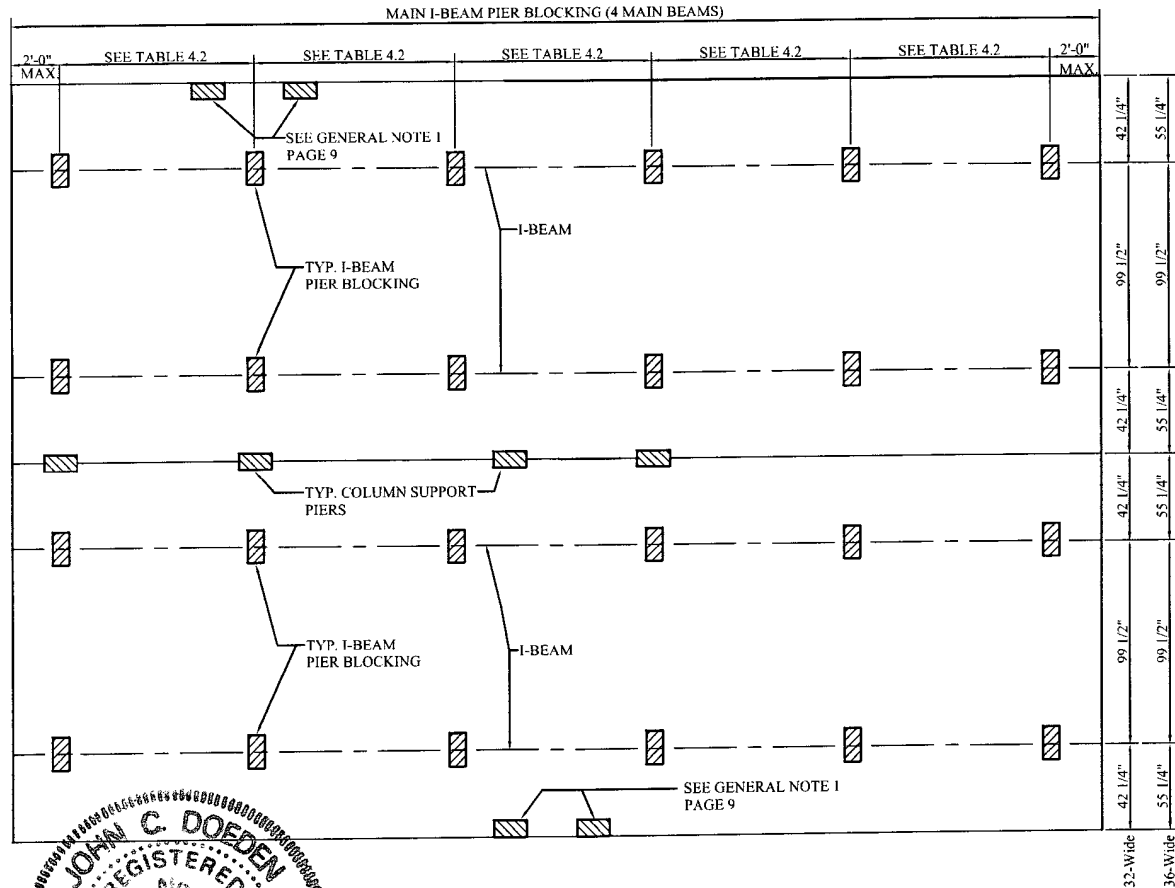 MAIN I-BEAM PIER BLOCKING (4 MAIN BEAMS)
2'-0"
MAX.
SEE TABLE 4.2
SEE TABLE 4.2
SEE TABLE 4.2
SEE TABLE 4.2
SEE TABLE 4.2
2'-0"
MAX.
SEE GENERAL NOTE 1
PAGE 9
42 1/4"
55 1/4"
I-BEAM
TYP. I-BEAM
PIER BLOCKING
99 1/2"
99 1/2"
42 1/4"
55 1/4"
TYP. COLUMN SUPPORT
PIERS
42 1/4"
55 1/4"
TYP. I-BEAM
PIER BLOCKING
I-BEAM
99 1/2"
99 1/2"
SEE GENERAL NOTE 1
PAGE 9
42 1/4"
55 1/4"
32-Wide
36-Wide
JOHN C. DOEDEN
REGISTERED